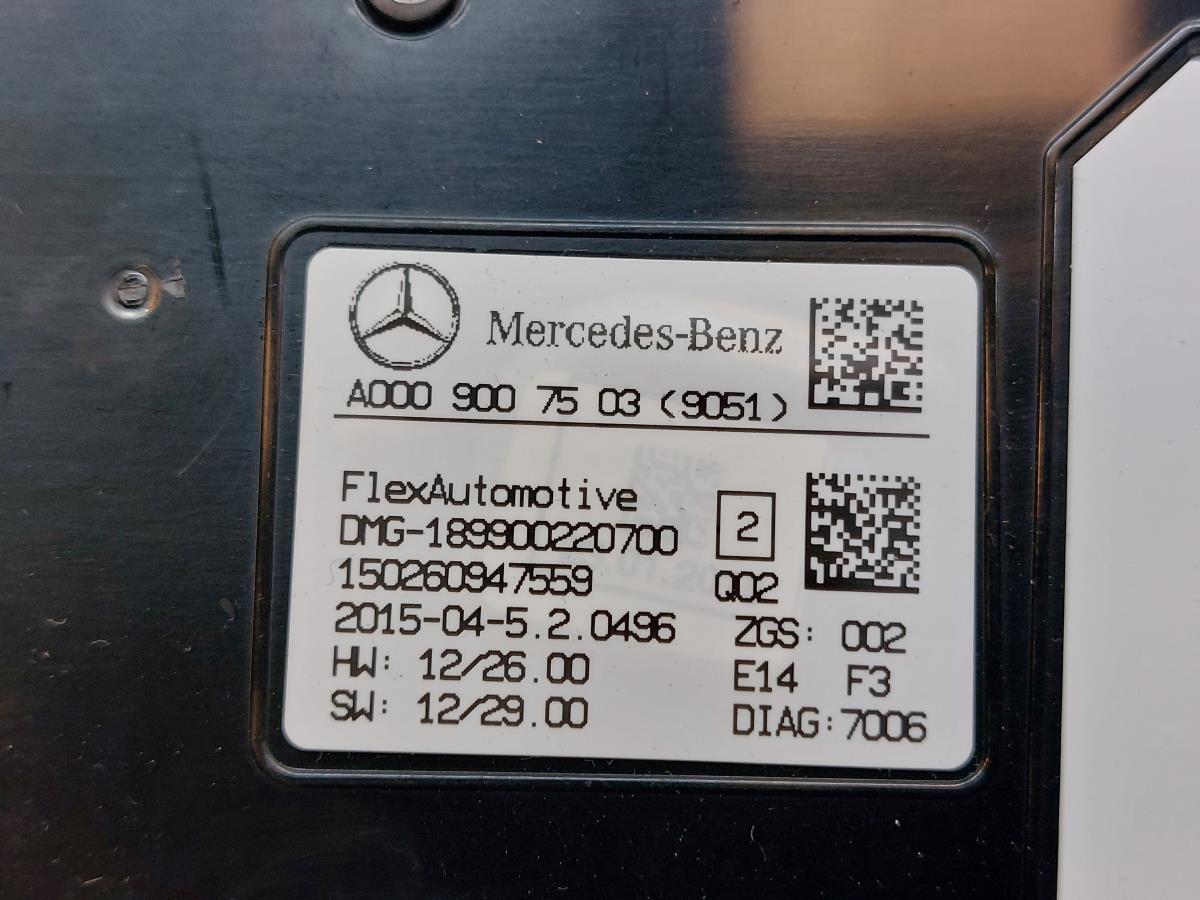 Mercedes-Benz
A000 900 75 03 (9051)
FlexAutomotive
DMG-189900220700 2
150260947559 Q02
2015-04-5.2.0496 ZGS: 002
HW: 12/26.00 E14 F3
SW: 12/29.00 DIAG:7006